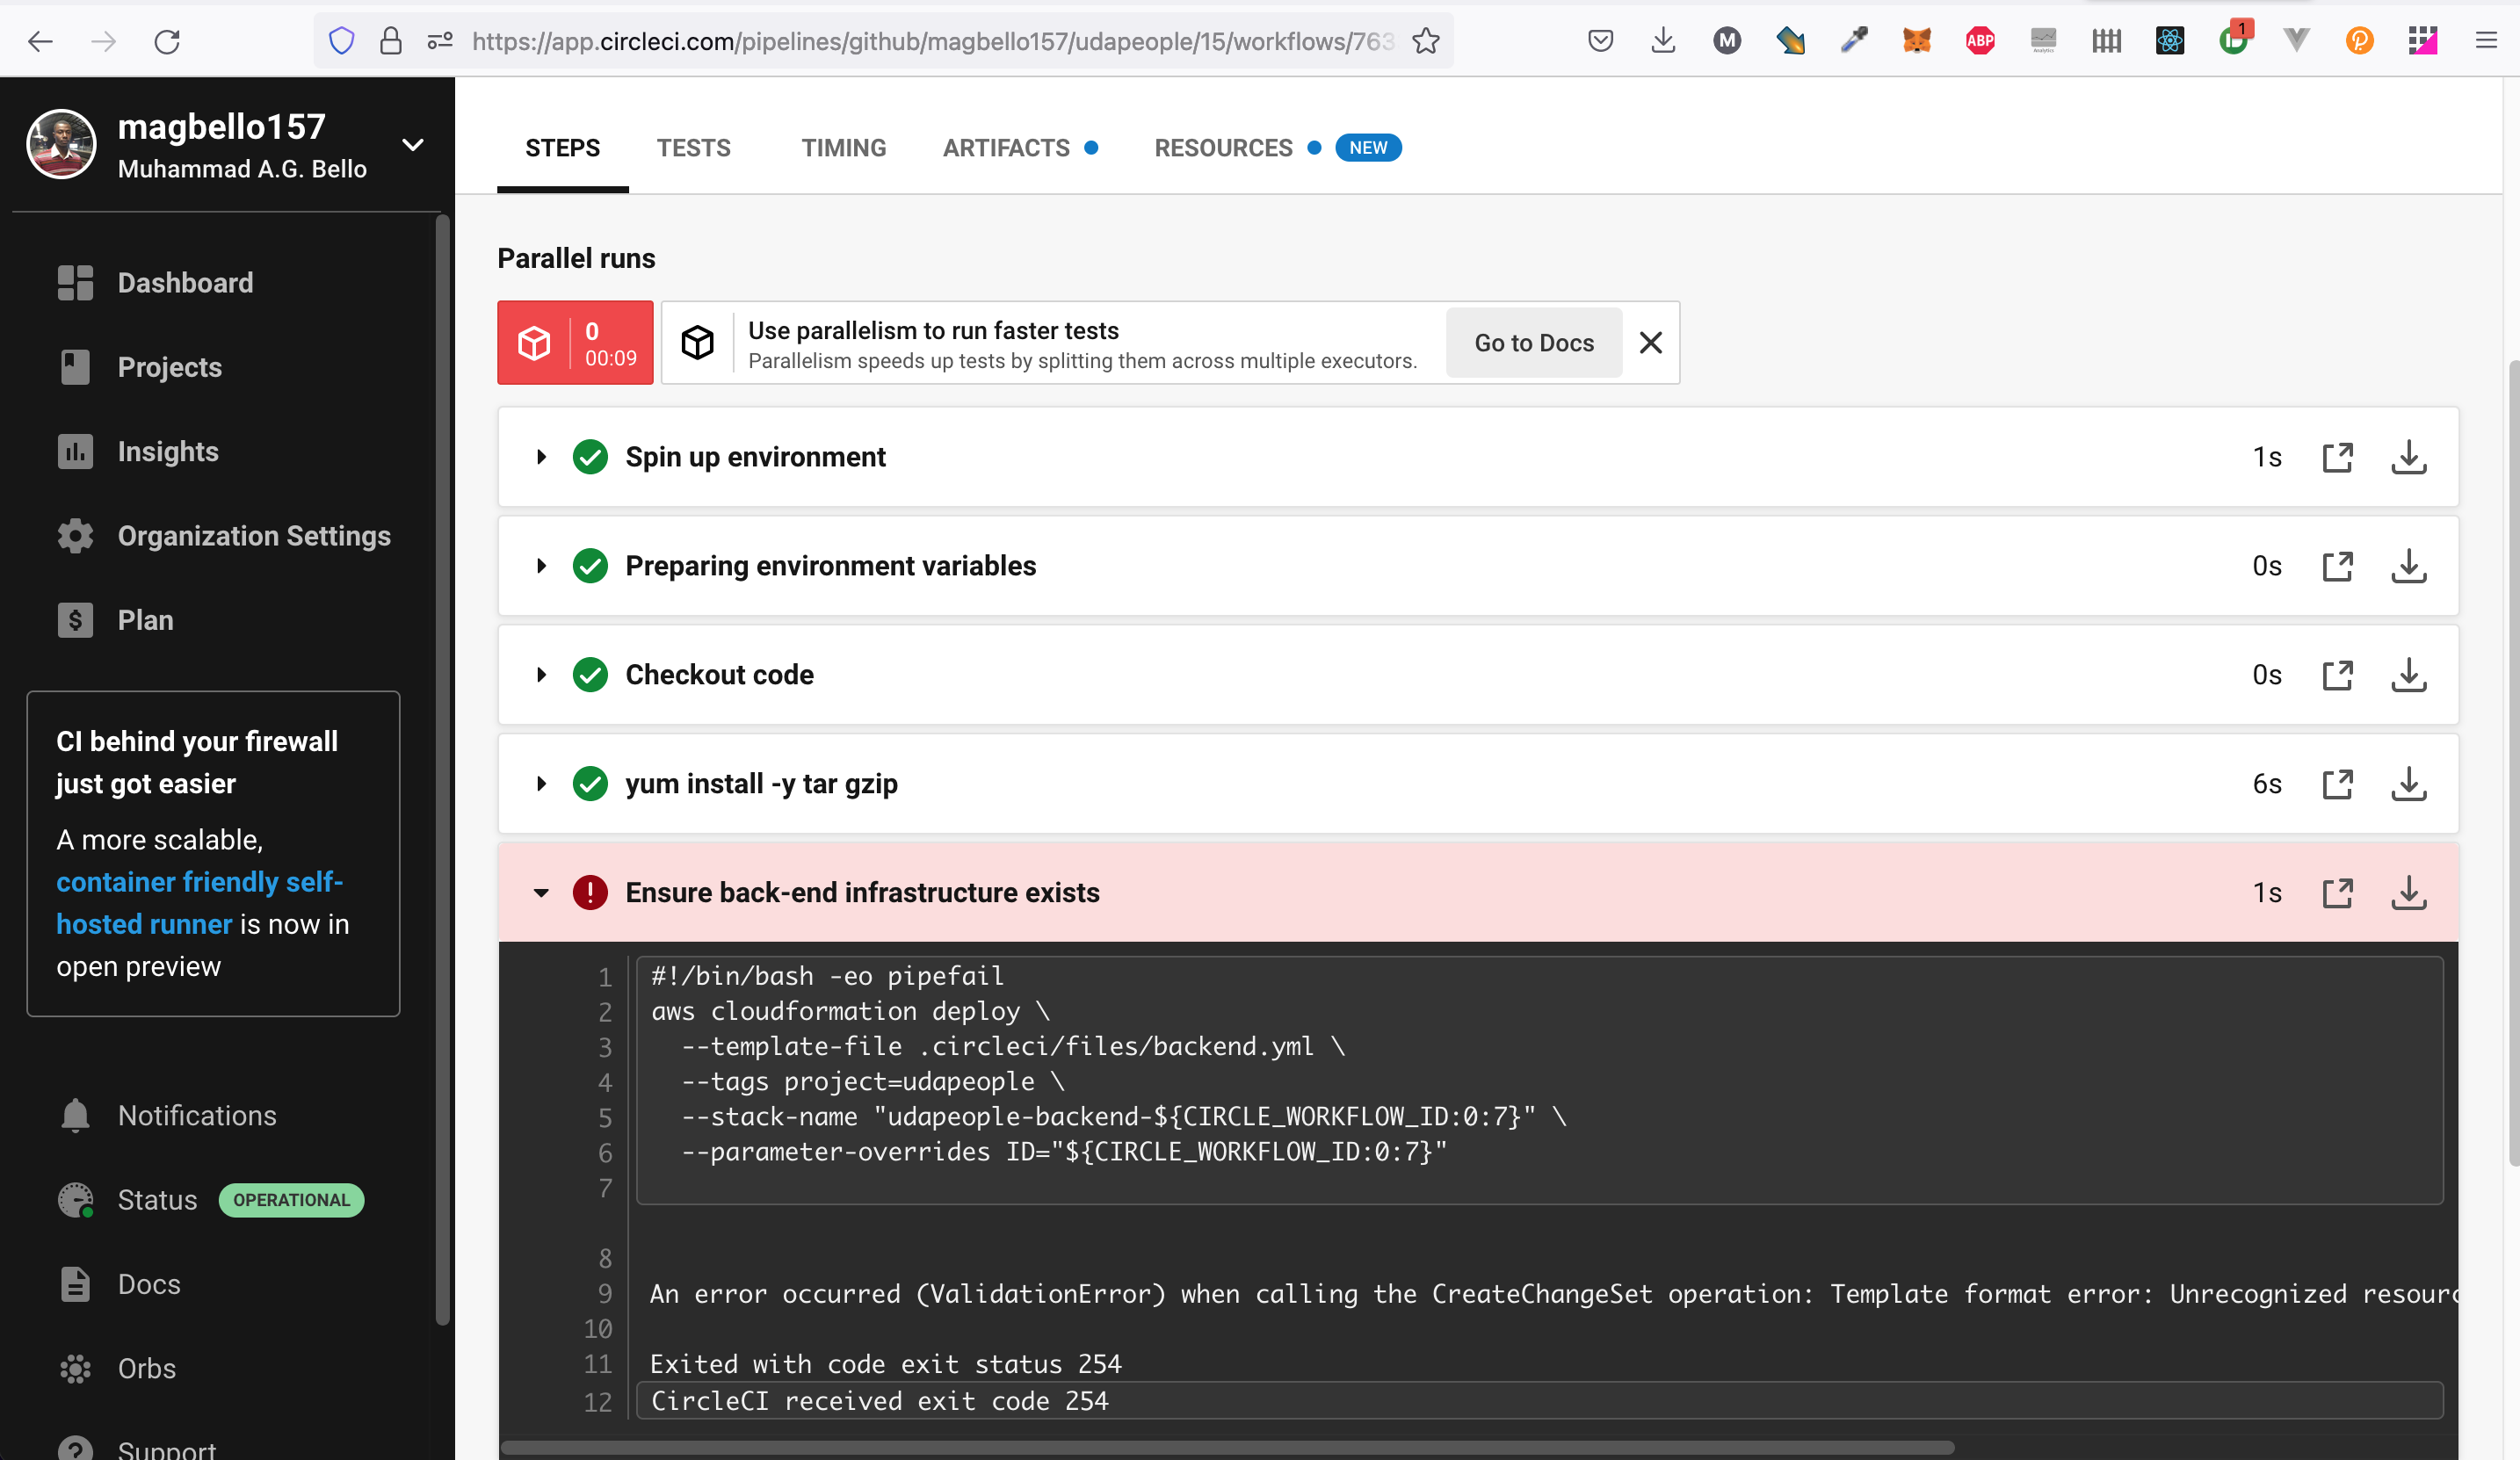 https://app.circleci.com/pipelines/github/magbello157/udapeople/15/workflows/763
M
ABP
Analytics
1
magbello157
Muhammad A.G. Bello
Dashboard
Projects
Insights
Organization Settings
$
Plan
CI behind your firewall
just got easier
A more scalable,
container friendly self-
hosted runner is now in
open preview
Notifications
Status OPERATIONAL
Docs
Orbs
Support
STEPS TESTS TIMING ARTIFACTS RESOURCES NEW
Parallel runs
0
00:09
Use parallelism to run faster tests
Parallelism speeds up tests by splitting them across multiple executors.
Go to Docs
Spin up environment 1s
Preparing environment variables 0s
Checkout code 0s
yum install -y tar gzip 6s
Ensure back-end infrastructure exists 1s
1 #!/bin/bash -eo pipefail
2 aws cloudformation deploy \
3 --template-file .circleci/files/backend.yml \
4 --tags project=udapeople \
5 --stack-name "udapeople-backend-${CIRCLE_WORKFLOW_ID:0:7}" \
6 --parameter-overrides ID="${CIRCLE_WORKFLOW_ID:0:7}"
7
8
9 An error occurred (ValidationError) when calling the CreateChangeSet operation: Template format error: Unrecognized resourc
10
11 Exited with code exit status 254
12 CircleCI received exit code 254